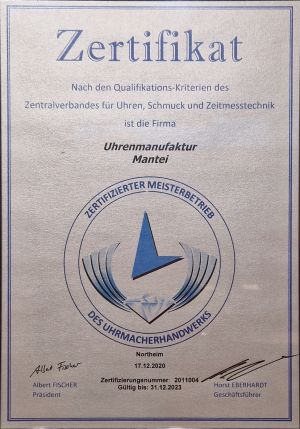 Zertifikat
Nach den Qualifikations-Kriterien des
Zentralverbandes für Uhren, Schmuck und Zeitmesstechnik
ist die Firma
Uhrenmanufaktur
Mantei
ZERTIFIZIERTER MEISTERBETRIEB
DES UHRMACHERHANDWERKS
Northeim
17.12.2020
Albert Fischer
Zertifizierungsnummer: 2011004
Gültig bis: 31.12.2023
Albert FISCHER
Präsident
Horst EBERHARDT
Geschäftsführer